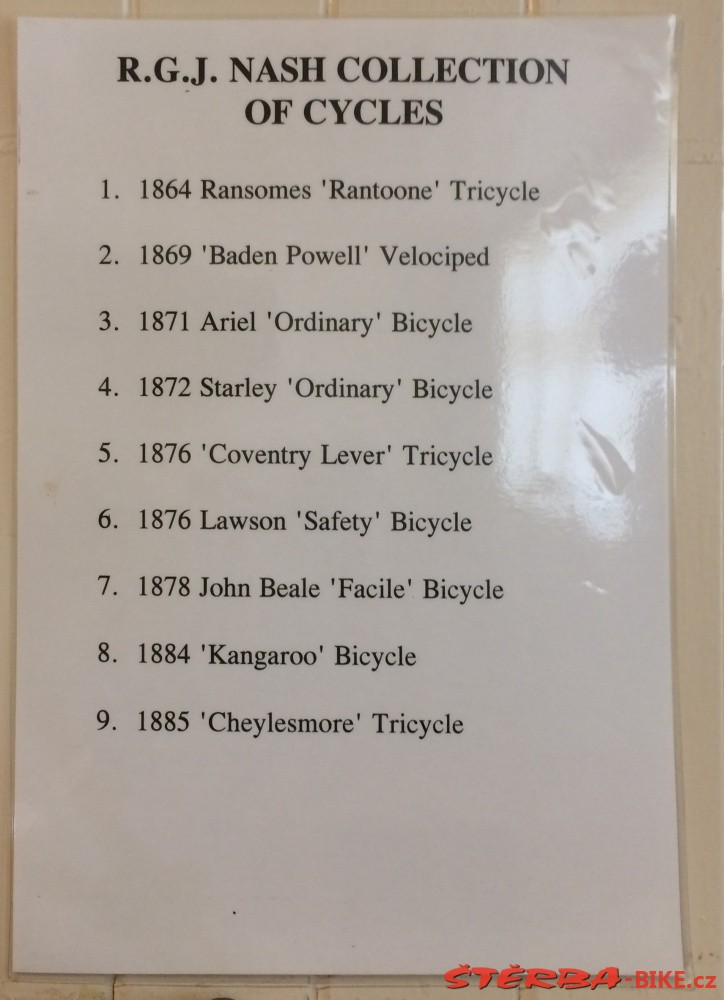 R.G.J. NASH COLLECTION
OF CYCLES
1. 1864 Ransomes 'Rantoone' Tricycle
2. 1869 'Baden Powell' Velociped
3. 1871 Ariel 'Ordinary' Bicycle
4. 1872 Starley 'Ordinary' Bicycle
5. 1876 'Coventry Lever' Tricycle
6. 1876 Lawson 'Safety' Bicycle
7. 1878 John Beale 'Facile' Bicycle
8. 1884 'Kangaroo' Bicycle
9. 1885 'Cheylesmore' Tricycle
ŠTĚRBA-BIKE.cz